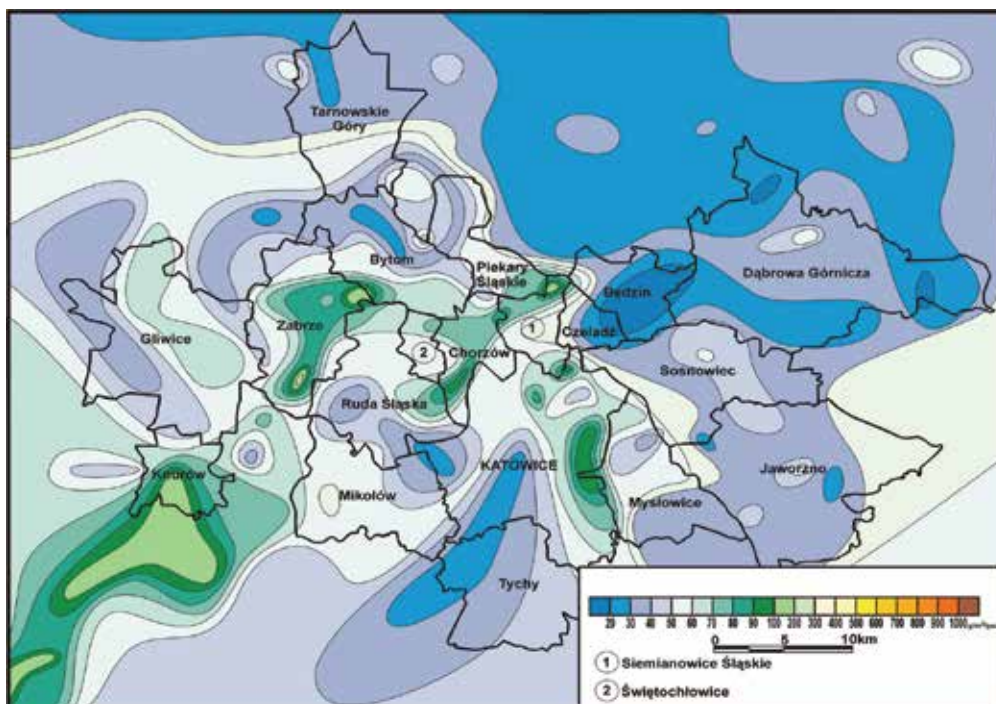 Tarnowskie
Góry
Bytom
Piekary
Śląskie
Będzin
Dąbrowa Górnicza
Zabrze
Gliwice
1
Czeladź
2
Chorzów
Sosnowiec
Ruda Śląska
Knurów
KATOWICE
Jaworzno
Mikołów
Mysłowice
Tychy
20 30 40 50 60 70 80 90 100 200 300 400 500 600 700 800 900 1000
0 5 10km
1 Siemianowice Śląskie
2 Świętochłowice